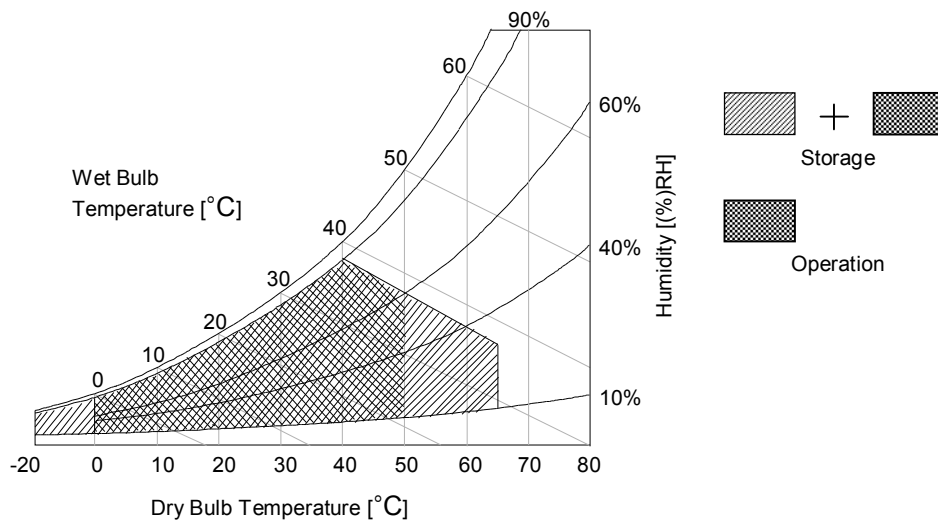 90%
60
60%
50
Wet Bulb
Temperature [°C]
Humidity [(%)RH]
Storage
40
40%
30
Operation
20
10
0
10%
-20 0 10 20 30 40 50 60 80
Dry Bulb Temperature [°C]